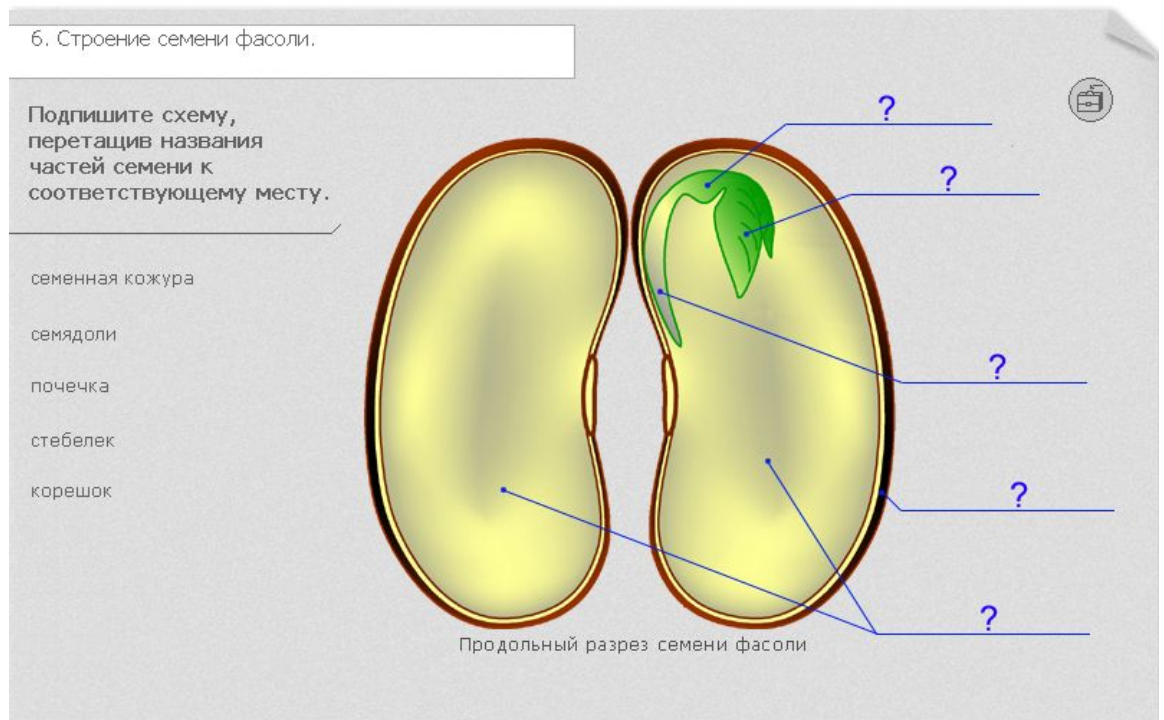 6. Строение семени фасоли.
Подпишите схему,
перетащив названия
частей семени к
соответствующему месту.
семенная кожура
семядоли
почечка
стебелек
корешок
?
?
?
?
?
Продольный разрез семени фасоли